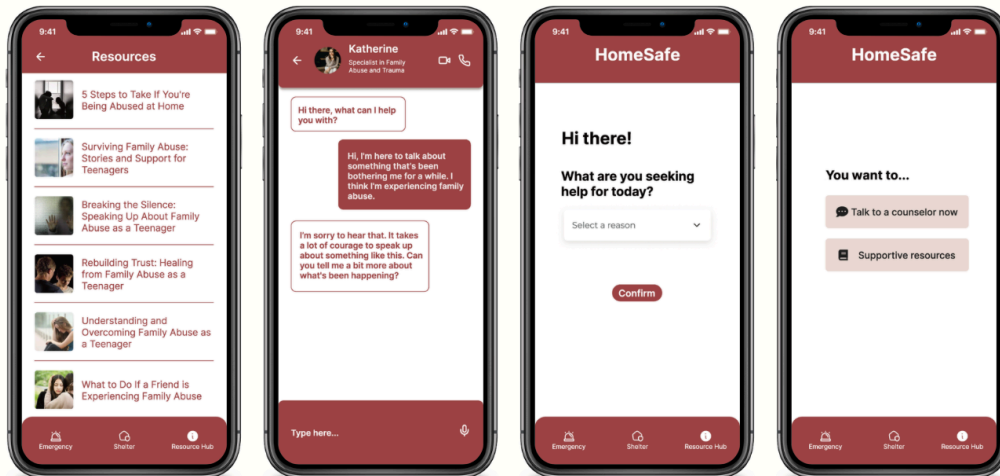 9:41
Resources
5 Steps to Take If You're
Being Abused at Home
Surviving Family Abuse:
Stories and Support for
Teenagers
Breaking the Silence:
Speaking Up About Family
Abuse as a Teenager
Rebuilding Trust: Healing
from Family Abuse as a
Teenager
Understanding and
Overcoming Family Abuse as
a Teenager
What to Do If a Friend is
Experiencing Family Abuse
Emergency
Shelter
Resource Hub
9:41
Katherine
Specialist in Family
Abuse and Trauma
Hi there, what can I help
you with?
Hi, I'm here to talk about
something that's been
bothering me for a while. I
think I'm experiencing family
abuse.
I'm sorry to hear that. It takes
a lot of courage to speak up
about something like this. Can
you tell me a bit more about
what's been happening?
Type here...
9:41
HomeSafe
Hi there!
What are you seeking
help for today?
Select a reason
Confirm
Emergency
Shelter
Resource Hub
9:41
HomeSafe
You want to...
Talk to a counselor now
Supportive resources
Emergency
Shelter
Resource Hub